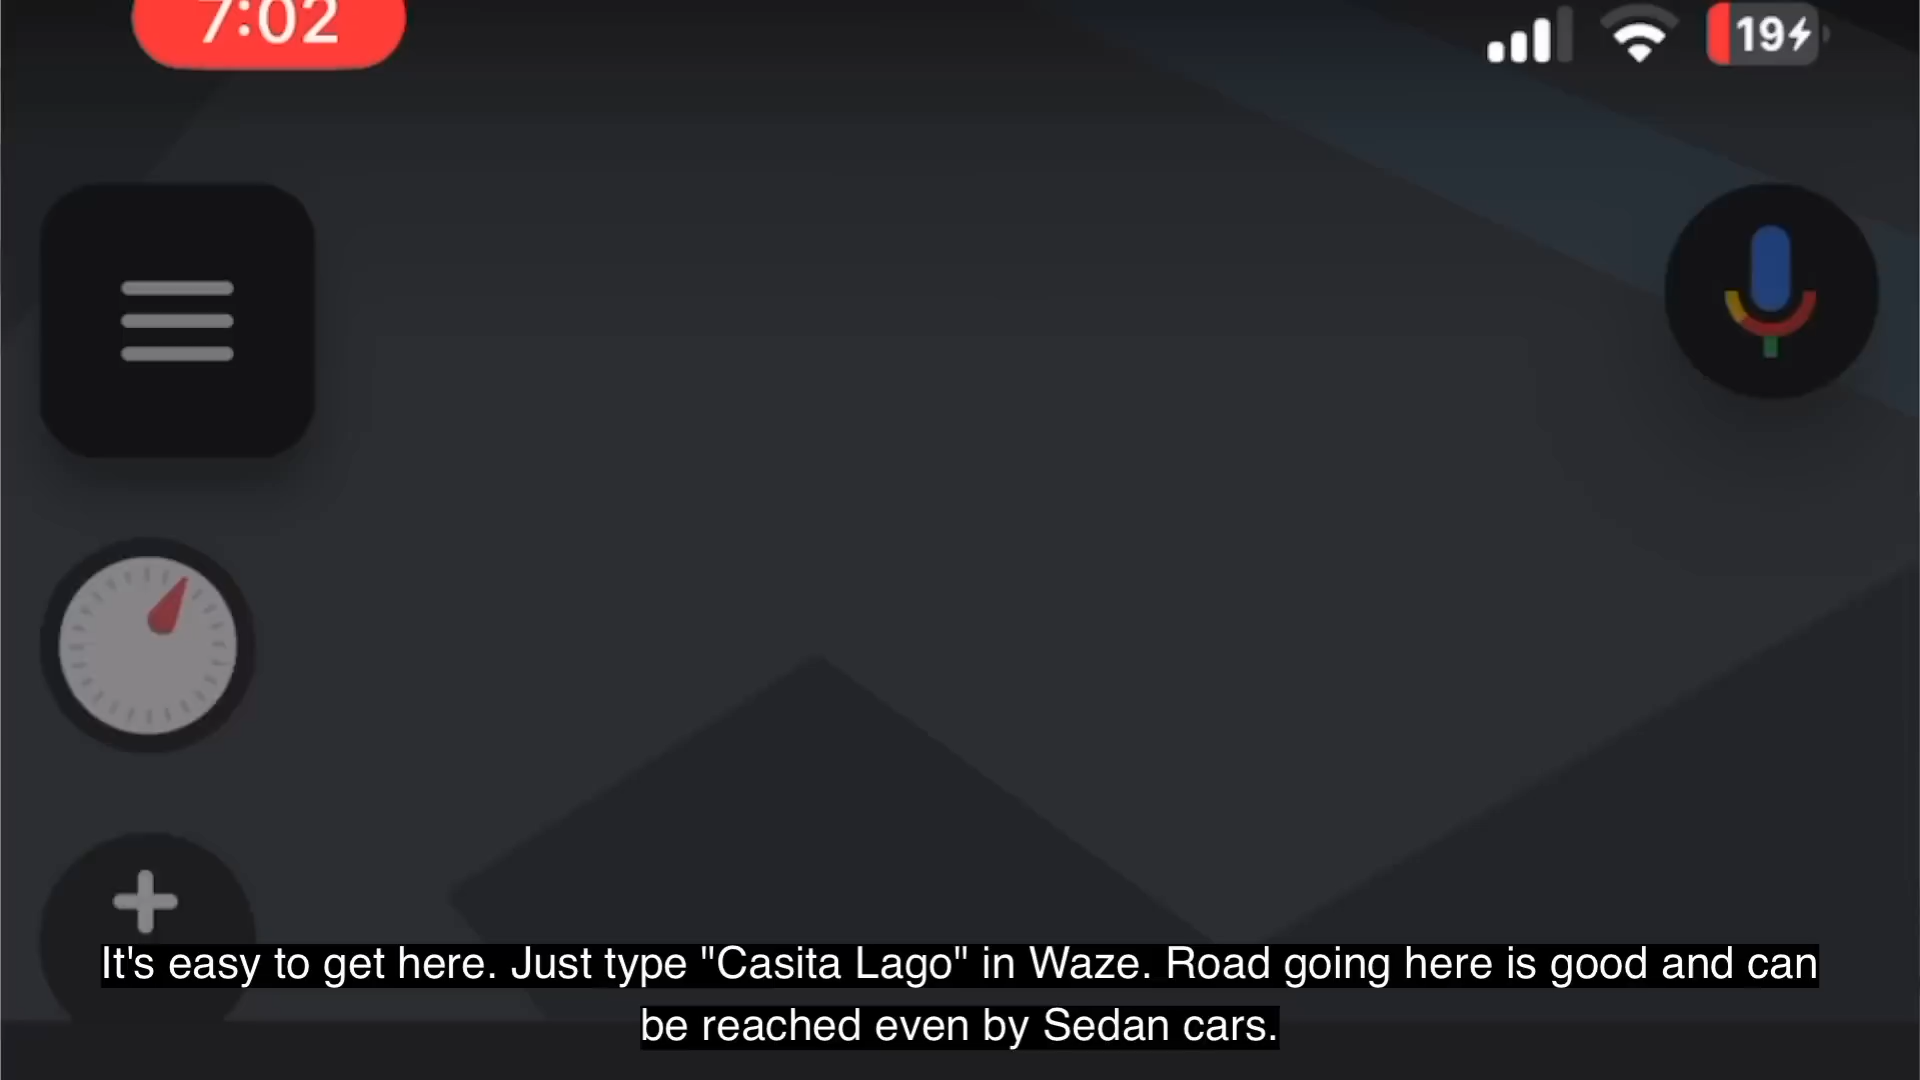 7:02
19
It's easy to get here. Just type "Casita Lago" in Waze. Road going here is good and can
be reached even by Sedan cars.